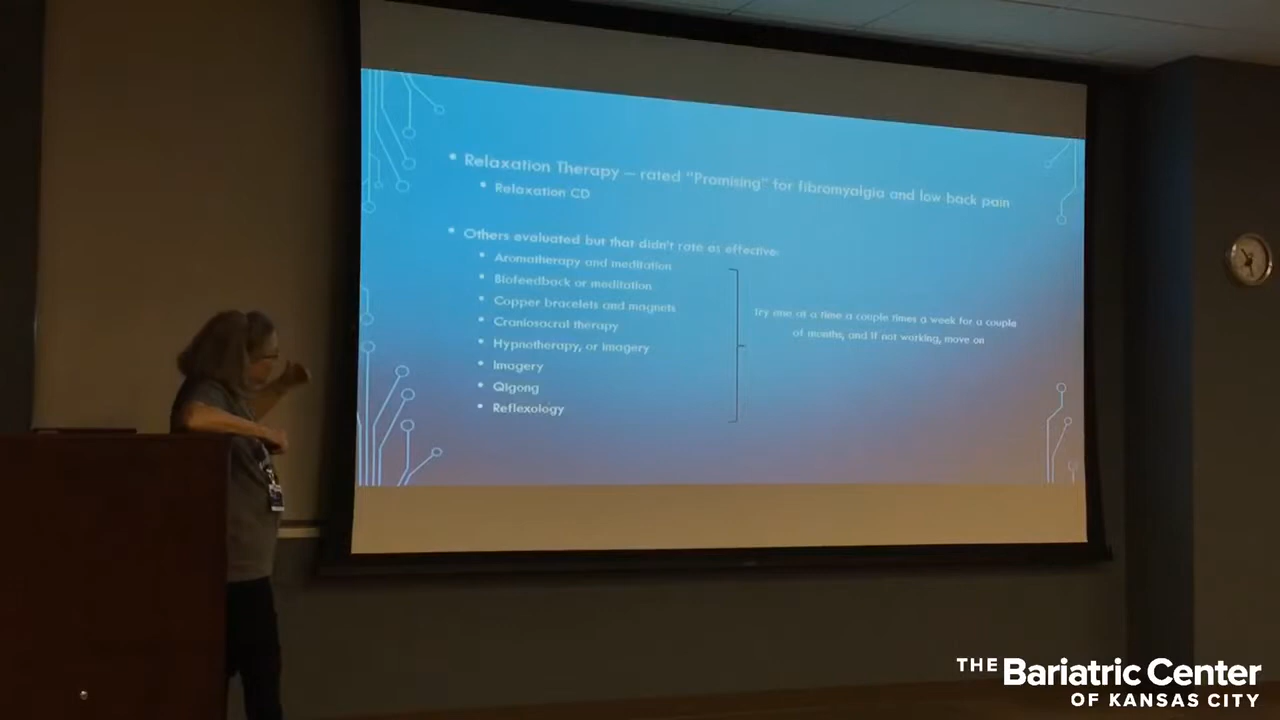 • Relaxation Therapy – rated “Promising” for fibromyalgia and low back pain
• Relaxation CD
• Others evaluated but that didn't rate as effective:
• Aromatherapy and meditation
• Biofeedback or meditation
• Copper bracelets and magnets
• Craniosacral therapy
• Hypnotherapy, or imagery
• Imagery
• Qigong
• Reflexology
Try one at a time a couple times a week for a couple
of months, and if not working, move on
THE Bariatric Center
OF KANSAS CITY